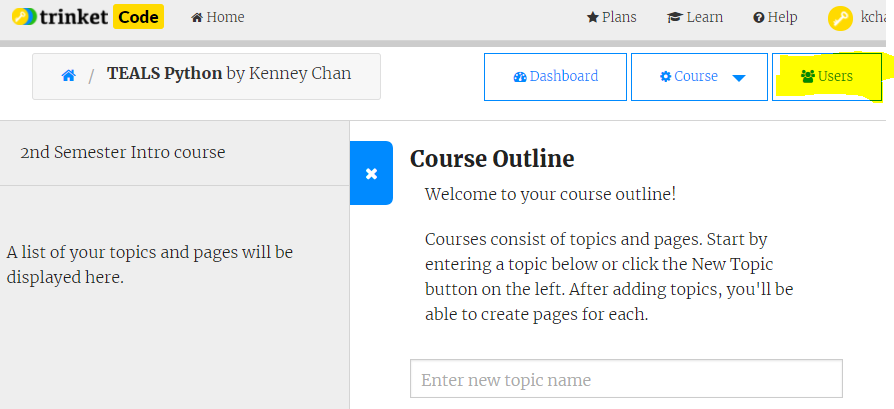 trinket Code Home Plans Learn Help kcha
/ TEALS Python by Kenney Chan Dashboard Course Users
2nd Semester Intro course
Course Outline
Welcome to your course outline!
A list of your topics and pages will be
displayed here.
Courses consist of topics and pages. Start by
entering a topic below or click the New Topic
button on the left. After adding topics, you'll be
able to create pages for each.
Enter new topic name